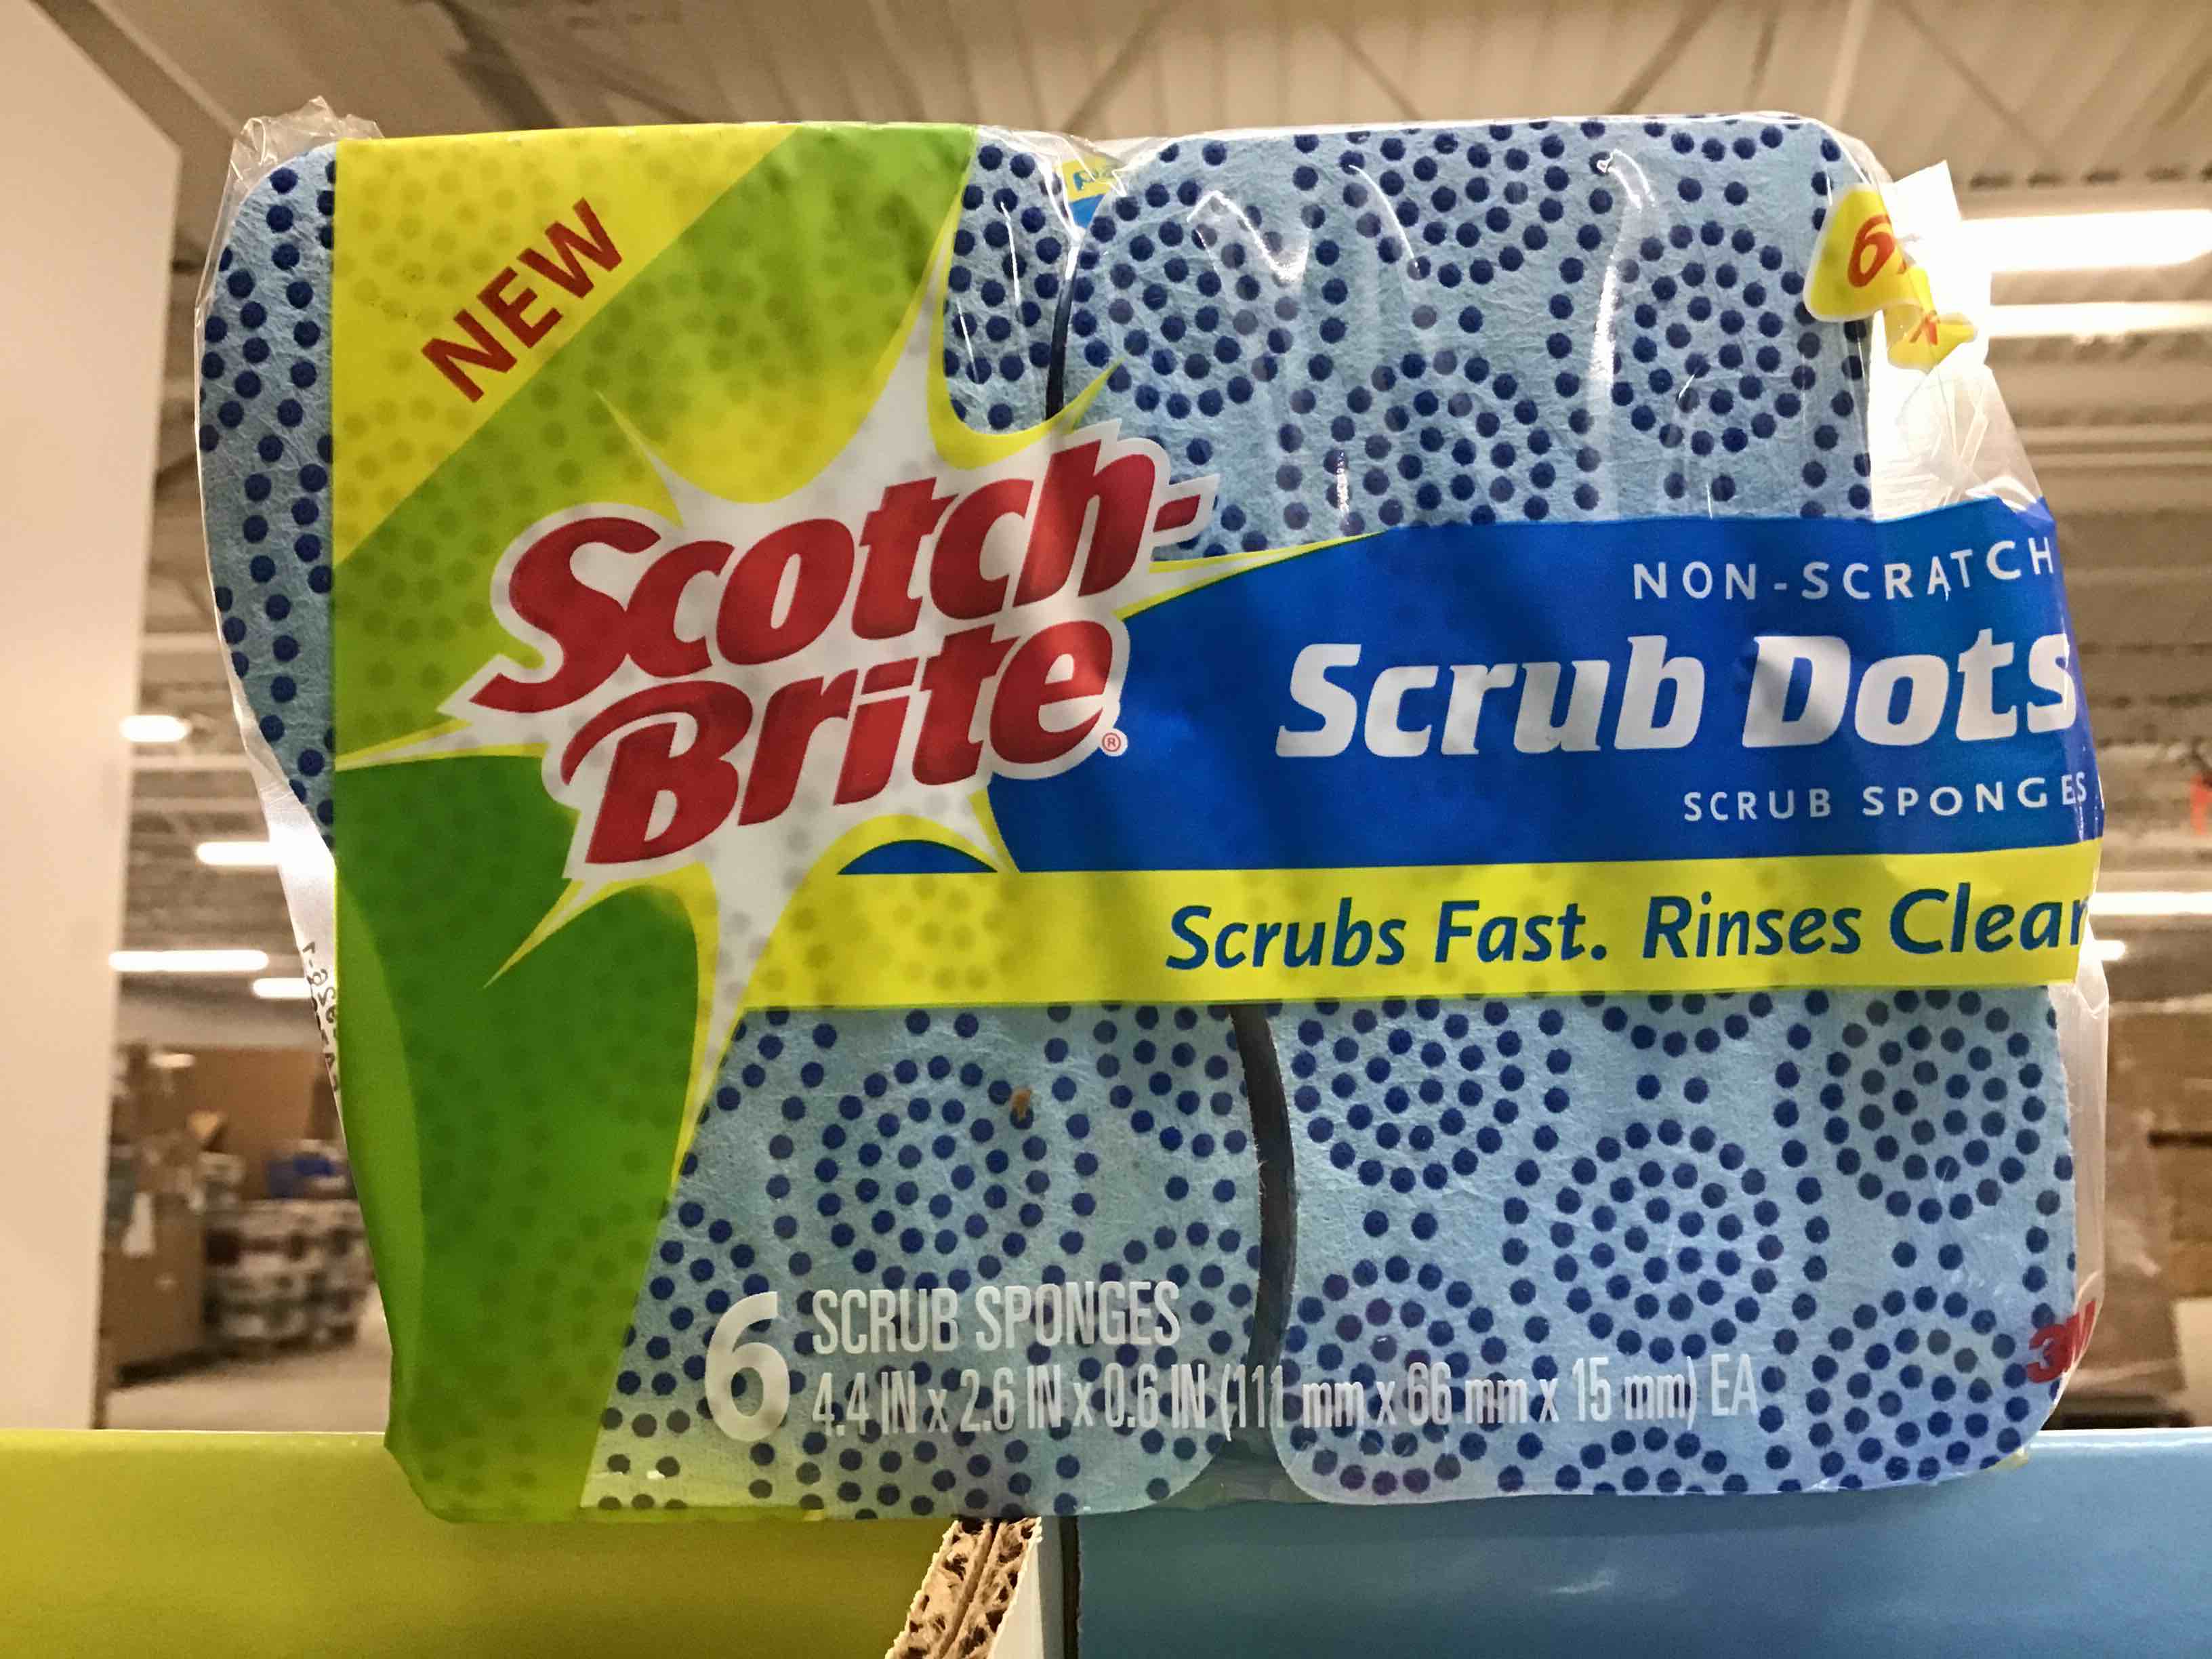 NEW
Scotch-
Brite®
NON-SCRATCH
Scrub Dots
SCRUB SPONGES
Scrubs Fast. Rinses Clear
6 SCRUB SPONGES
4.4 IN x 2.6 IN x 0.6 IN (111 mm x 66 mm x 15 mm) EA
3M